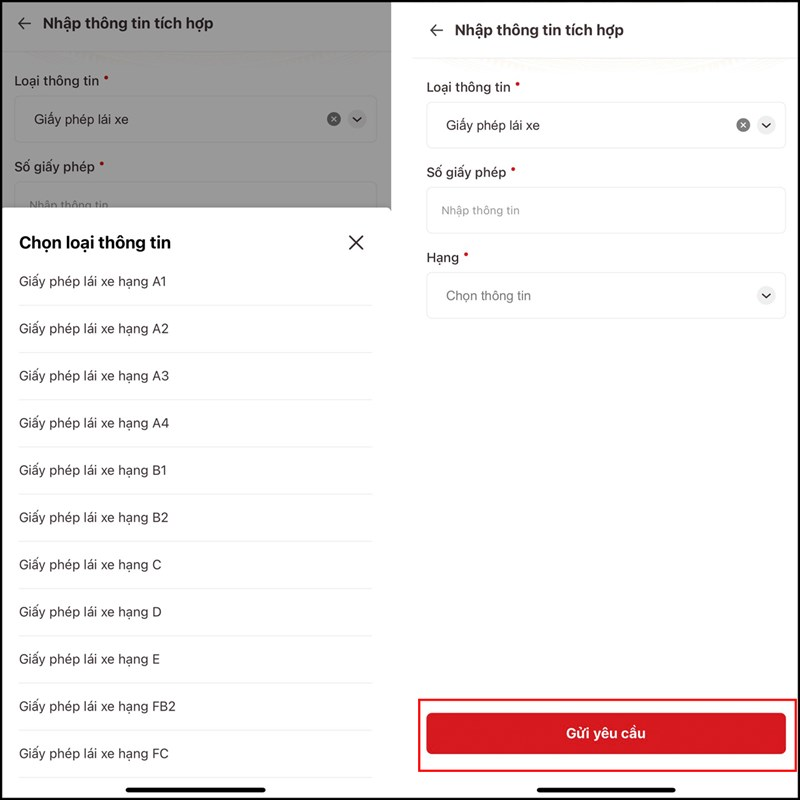 Nhập thông tin tích hợp
Loại thông tin *
Giấy phép lái xe
Số giấy phép *
Nhập thông tin
Chọn loại thông tin
Giấy phép lái xe hạng A1
Giấy phép lái xe hạng A2
Giấy phép lái xe hạng A3
Giấy phép lái xe hạng A4
Giấy phép lái xe hạng B1
Giấy phép lái xe hạng B2
Giấy phép lái xe hạng C
Giấy phép lái xe hạng D
Giấy phép lái xe hạng E
Giấy phép lái xe hạng FB2
Giấy phép lái xe hạng FC
Nhập thông tin tích hợp
Loại thông tin *
Giấy phép lái xe
Số giấy phép *
Nhập thông tin
Hạng *
Chọn thông tin
Gửi yêu cầu